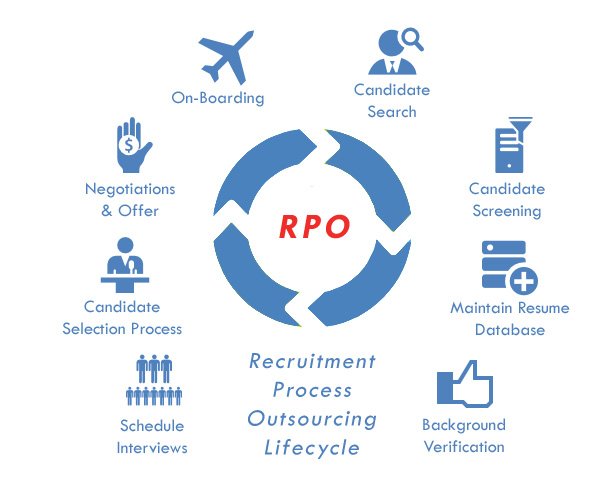 On-Boarding
Candidate
Search
Negotiations
& Offer
$
Candidate
Screening
RPO
Candidate
Selection Process
Maintain Resume
Database
Schedule
Interviews
Recruitment
Process
Outsourcing
Lifecycle
Background
Verification